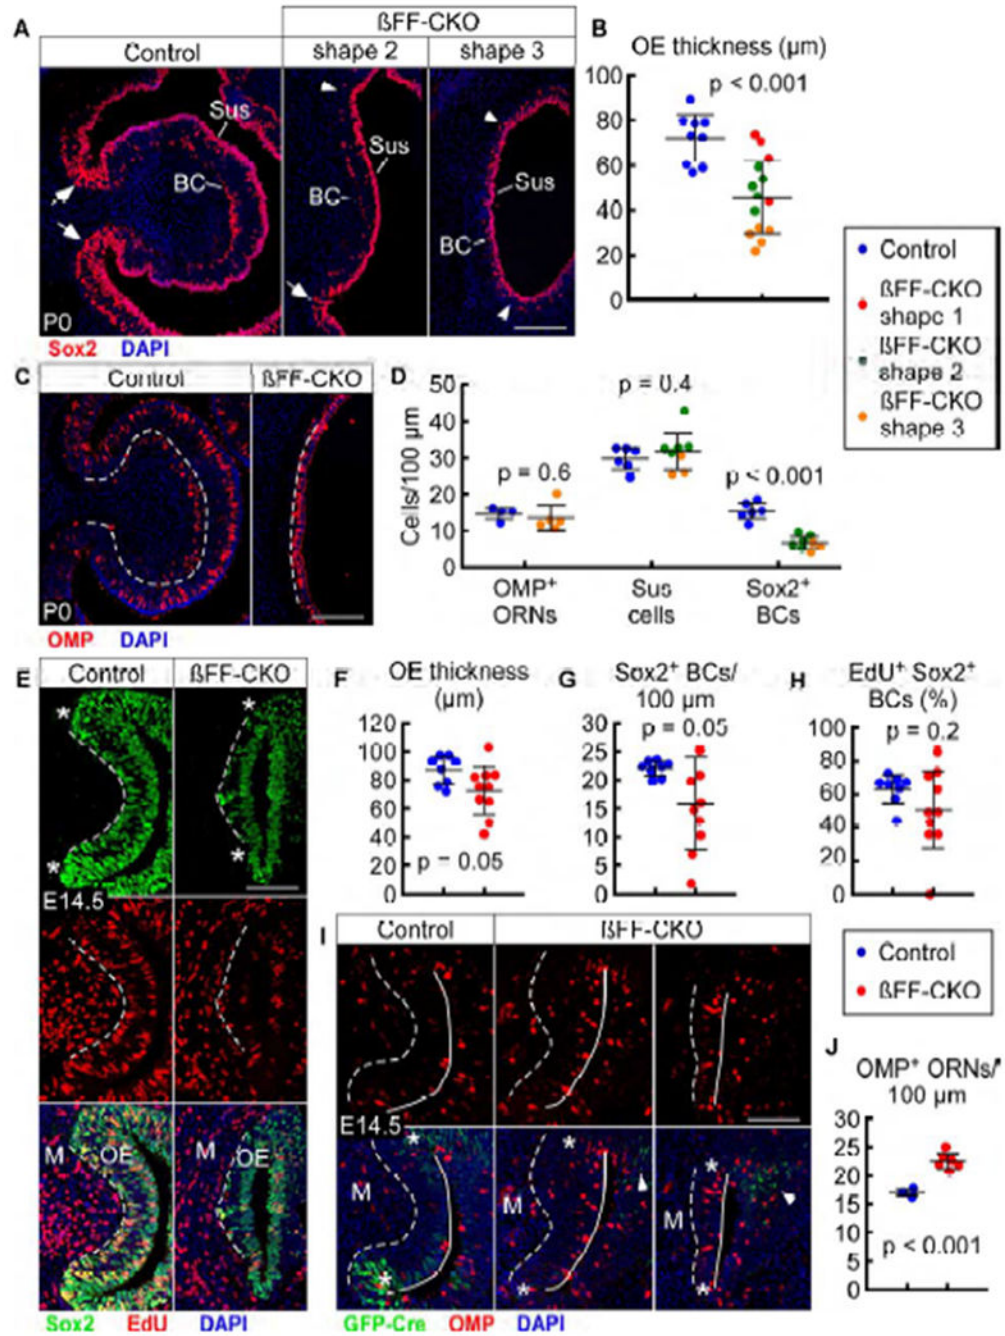 A
ßFF-CKO
Control
shape 2
shape 3
Sus
BC
Sus
BC
Sus
BC
P0
Sox2 DAPI
B
OE thickness (µm)
p < 0.001
100
80
60
40
20
0
Control
ßFF-CKO
shape 1
ßFF-CKO
shape 2
ßFF-CKO
shape 3
C
Control
ßFF-CKO
P0
OMP DAPI
D
Cells/100 µm
50
40
30
20
10
0
p = 0.6
p = 0.4
p < 0.001
OMP+
ORNs
Sus
cells
Sox2+
BCs
E
Control
ßFF-CKO
*
*
*
*
E14.5
M
OE
M
OE
Sox2 EdU DAPI
F
OE thickness
(µm)
120
100
80
60
40
20
0
p = 0.05
G
Sox2+ BCs/
100 µm
p = 0.05
30
25
20
15
10
5
0
H
EdU+ Sox2+
BCs (%)
p = 0.2
100
80
60
40
20
0
I
Control
ßFF-CKO
E14.5
*
*
*
*
*
*
M
M
M
GFP-Cre OMP DAPI
Control
ßFF-CKO
J
OMP+ ORNs/
100 µm
30
25
20
15
10
5
0
p < 0.001